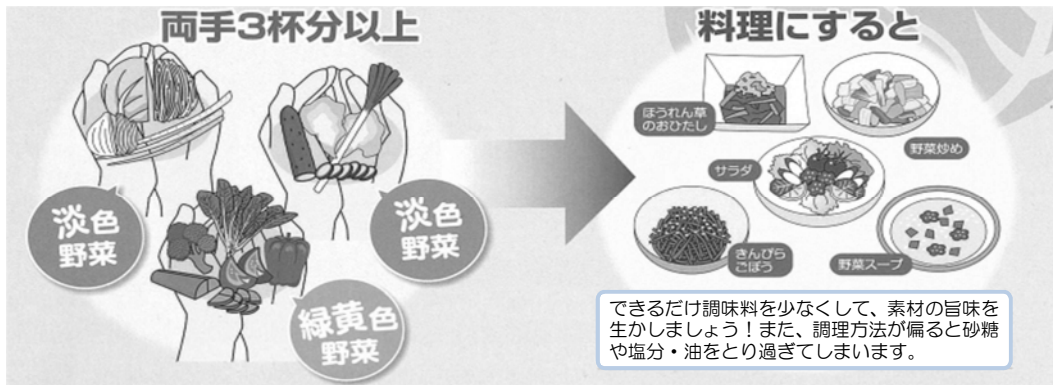 両手3杯分以上
料理にすると
淡色
野菜
淡色
野菜
緑黄色
野菜
ほうれん草
のおひたし
野菜炒め
サラダ
きんぴら
ごぼう
野菜スープ
できるだけ調味料を少なくして、素材の旨味を
生かしましょう！また、調理方法が偏ると砂糖
や塩分・油をとり過ぎてしまいます。